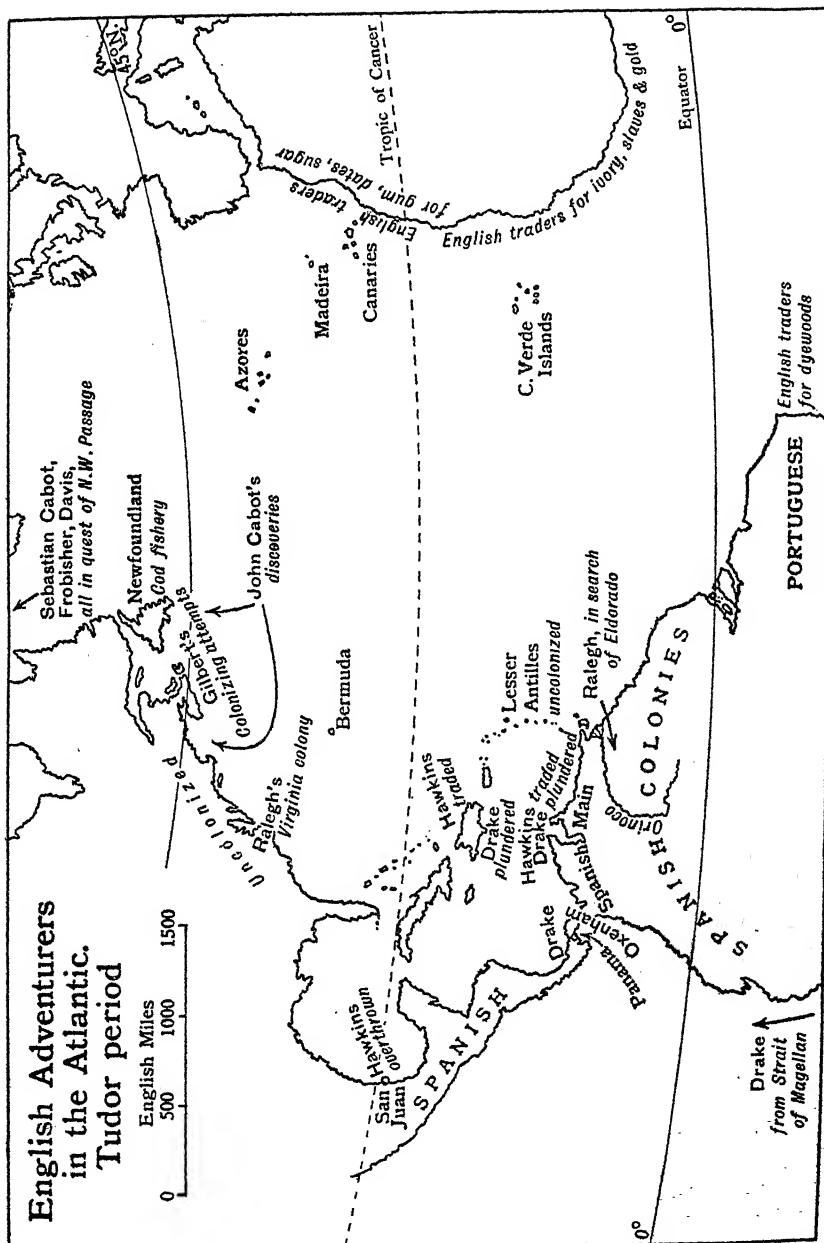 English Adventurers
in the Atlantic.
Tudor period
English Miles
0 500 1000 1500
Sebastian Cabot,
Frobisher, Davis,
all in quest of N.W. Passage
45°N.
Newfoundland
Cod fishery
Gilbert's
Colonizing attempts
John Cabot's
discoveries
Uncolonized
Ralegh's
Virginia colony
Bermuda
Azores
Madeira
Canaries
English traders
for gum, dates, sugar
Tropic of Cancer
English traders for ivory, slaves & gold
C. Verde
Islands
Hawkins
traded
Drake
plundered
Lesser
Antilles
uncolonized
San
Juan
Hawkins
overthrown
SPANISH
Drake
Oxenham
Panama
Hawkins traded
Drake plundered
Spanish Main
Ralegh, in search
of Eldorado
Orinoco
SPANISH COLONIES
Equator
0°
0°
Drake
from Strait
of Magellan
PORTUGUESE
English traders
for dyewoods